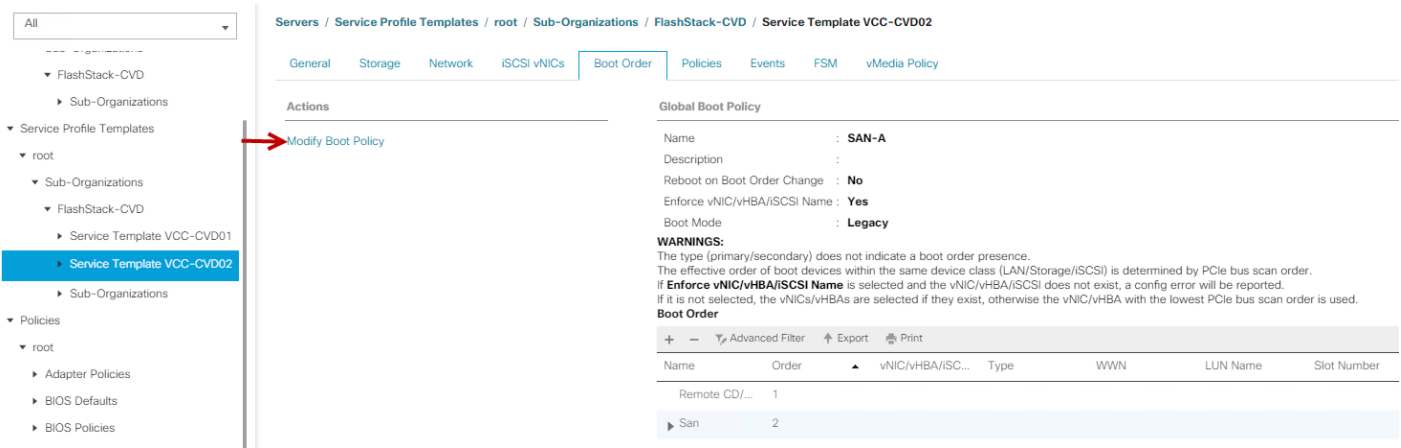 All
FlashStack-CVD
Sub-Organizations
Service Profile Templates
root
Sub-Organizations
FlashStack-CVD
Service Template VCC-CVD01
Service Template VCC-CVD02
Sub-Organizations
Policies
root
Adapter Policies
BIOS Defaults
BIOS Policies
Servers / Service Profile Templates / root / Sub-Organizations / FlashStack-CVD / Service Template VCC-CVD02
General Storage Network iSCSI vNICs Boot Order Policies Events FSM vMedia Policy
Actions
Modify Boot Policy
Global Boot Policy
Name : SAN-A
Description :
Reboot on Boot Order Change : No
Enforce vNIC/vHBA/iSCSI Name : Yes
Boot Mode : Legacy
WARNINGS:
The type (primary/secondary) does not indicate a boot order presence.
The effective order of boot devices within the same device class (LAN/Storage/iSCSI) is determined by PCIe bus scan order.
If Enforce vNIC/vHBA/iSCSI Name is selected and the vNIC/vHBA/iSCSI does not exist, a config error will be reported.
If it is not selected, the vNICs/vHBAs are selected if they exist, otherwise the vNIC/vHBA with the lowest PCIe bus scan order is used.
Boot Order
+ − Advanced Filter Export Print
Name Order vNIC/vHBA/iSC... Type WWN LUN Name Slot Number
Remote CD/... 1
San 2